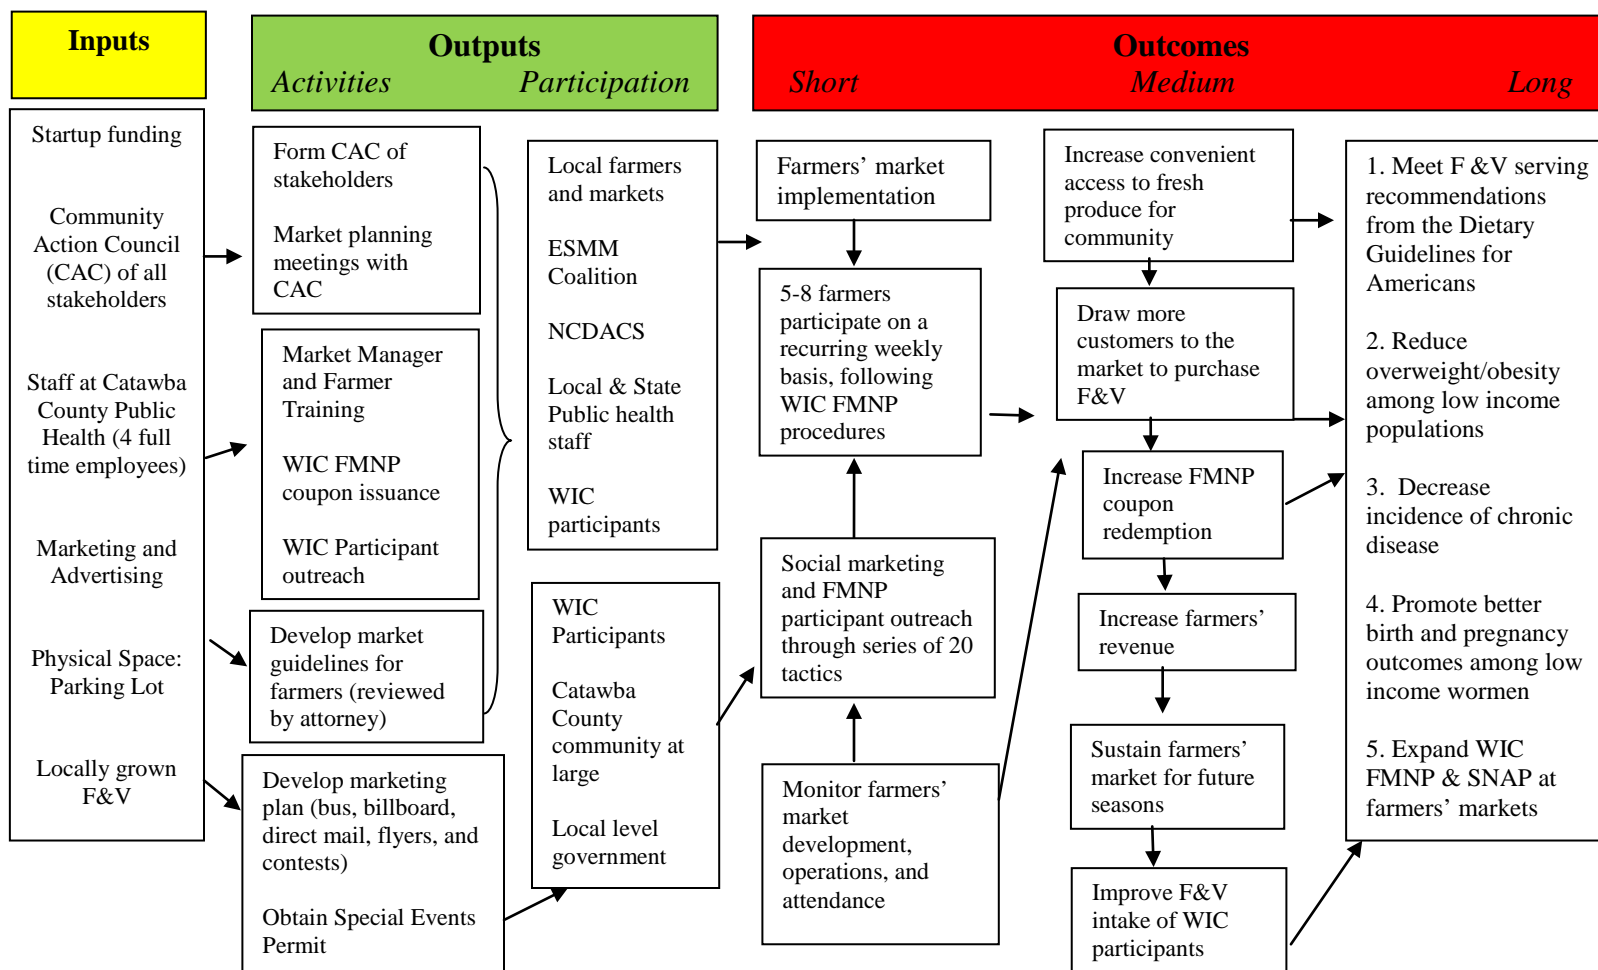 Inputs
Outputs
Activities
Participation
Outcomes
Short
Medium
Long
Startup funding
Community
Action Council
(CAC) of all
stakeholders
Staff at Catawba
County Public
Health (4 full
time employees)
Marketing and
Advertising
Physical Space:
Parking Lot
Locally grown
F&V
Form CAC of
stakeholders
Market planning
meetings with
CAC
Market Manager
and Farmer
Training
WIC FMNP
coupon issuance
WIC Participant
outreach
Develop market
guidelines for
farmers (reviewed
by attorney)
Develop marketing
plan (bus, billboard,
direct mail, flyers, and
contests)
Obtain Special Events
Permit
Local farmers
and markets
ESMM
Coalition
NCDACS
Local & State
Public health
staff
WIC
participants
WIC
Participants
Catawba
County
community at
large
Local level
government
Farmers’ market
implementation
5-8 farmers
participate on a
recurring weekly
basis, following
WIC FMNP
procedures
Social marketing
and FMNP
participant outreach
through series of 20
tactics
Monitor farmers’
market
development,
operations, and
attendance
Increase convenient
access to fresh
produce for
community
Draw more
customers to the
market to purchase
F&V
Increase FMNP
coupon
redemption
Increase farmers’
revenue
Sustain farmers’
market for future
seasons
Improve F&V
intake of WIC
participants
1. Meet F &V serving
recommendations
from the Dietary
Guidelines for
Americans
2. Reduce
overweight/obesity
among low income
populations
3. Decrease
incidence of chronic
disease
4. Promote better
birth and pregnancy
outcomes among low
income wormen
5. Expand WIC
FMNP & SNAP at
farmers’ markets